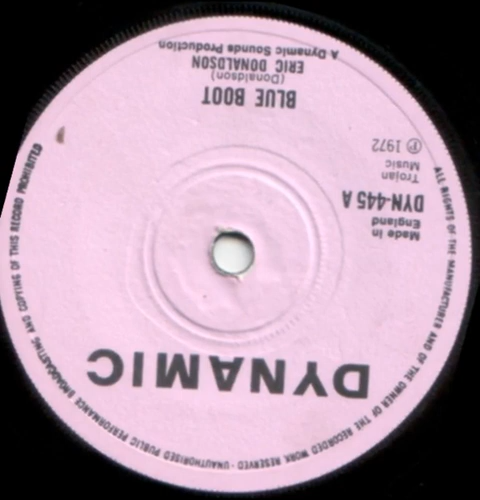 DYNAMIC
Made in
England
DYN-445 A
Trojan
Music
℗ 1972
BLUE BOOT
(Donaldson)
ERIC DONALDSON
A Dynamic Sounds Production
ALL RIGHTS OF THE MANUFACTURER AND OF THE OWNER OF THE RECORDED WORK RESERVED · UNAUTHORISED PUBLIC PERFORMANCE BROADCASTING AND COPYING OF THIS RECORD PROHIBITED